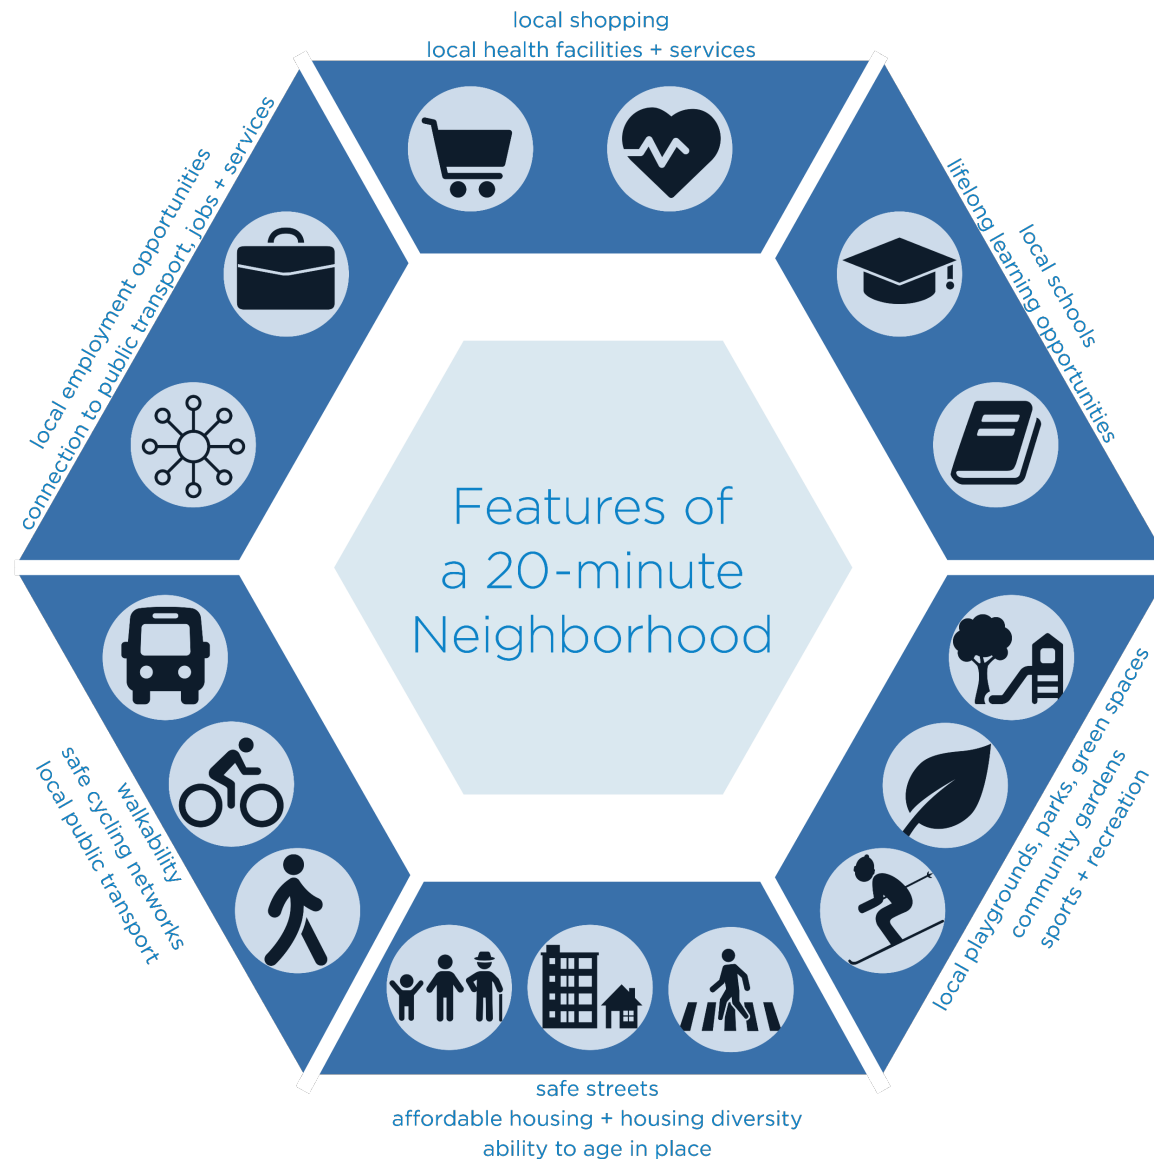 local shopping
local health facilities + services
local employment opportunities
connection to public transport, jobs + services
local schools
lifelong learning opportunities
Features of
a 20-minute
Neighborhood
walkability
safe cycling networks
local public transport
local playgrounds, parks, green spaces
community gardens
sports + recreation
safe streets
affordable housing + housing diversity
ability to age in place